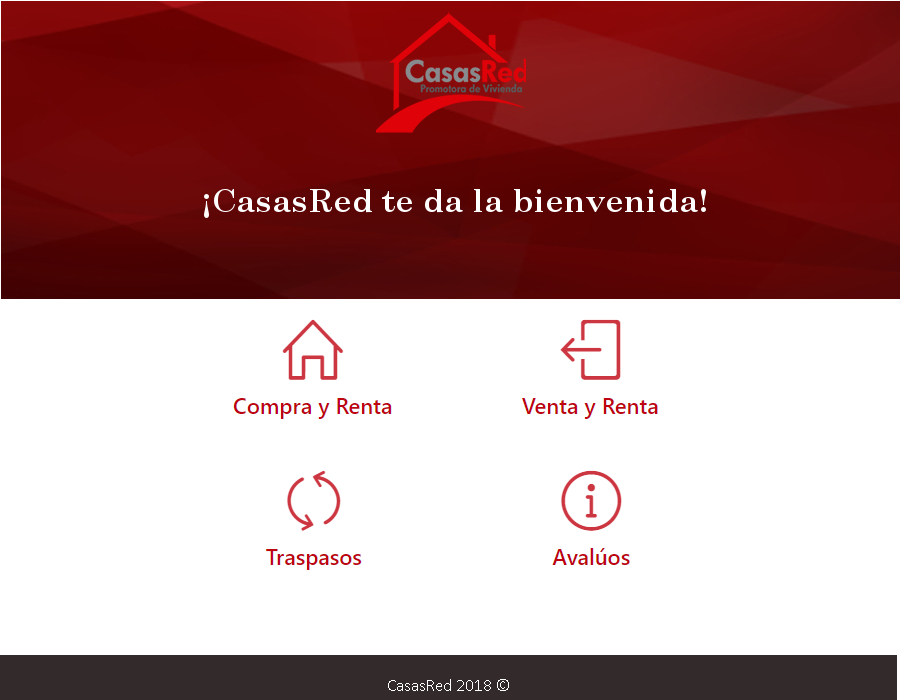 CasasRed
Promotora de Vivienda
¡CasasRed te da la bienvenida!
Compra y Renta
Venta y Renta
Traspasos
Avalúos
CasasRed 2018 ©